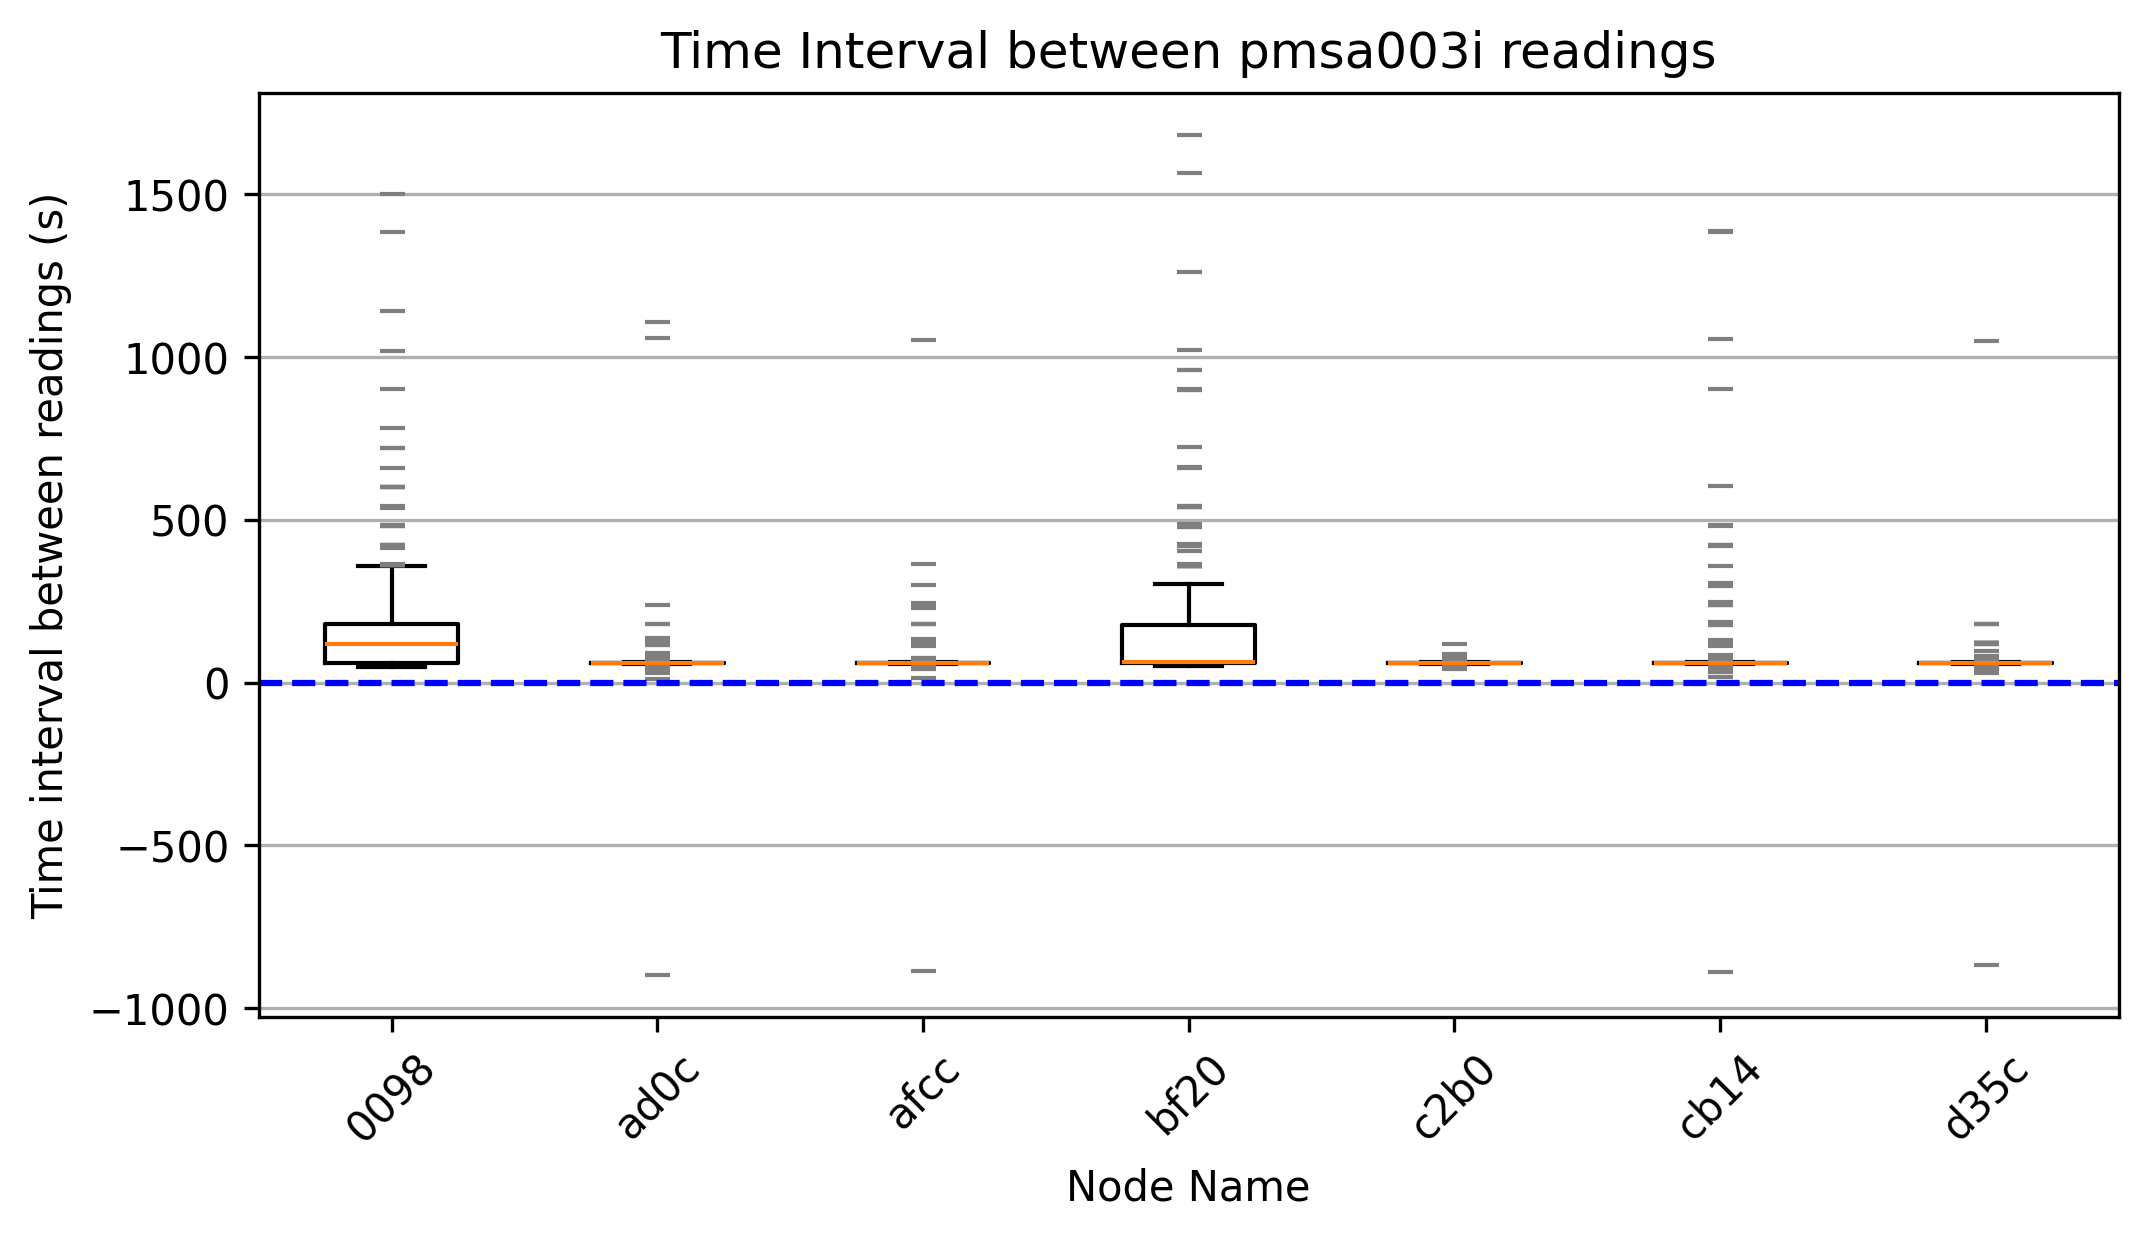 Time Interval between pmsa003i readings
Time interval between readings (s)
1500
1000
500
0
−500
−1000
0098
ad0c
afcc
bf20
c2b0
cb14
d35c
Node Name